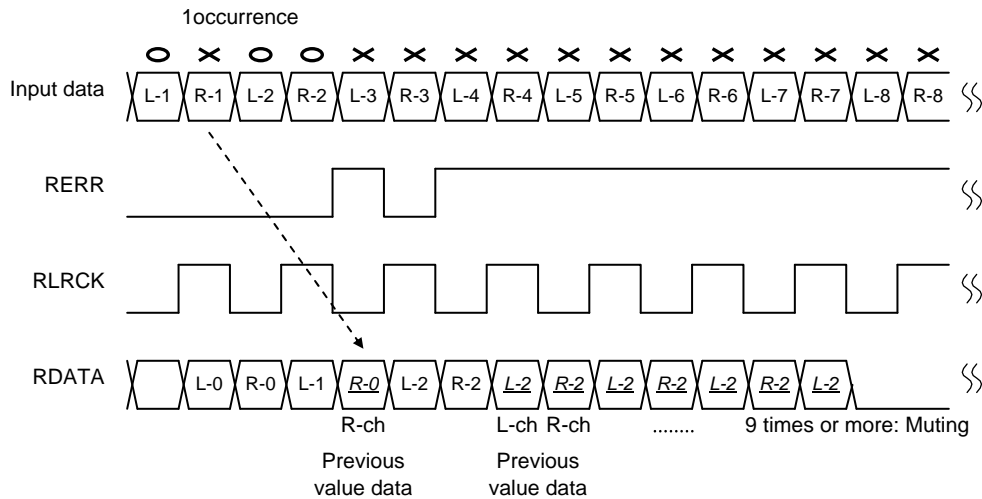 1occurrence
O X O O X X X X X X X X X X X X
Input data L-1 R-1 L-2 R-2 L-3 R-3 L-4 R-4 L-5 R-5 L-6 R-6 L-7 R-7 L-8 R-8
RERR
RLRCK
RDATA L-0 R-0 L-1 R-0 L-2 R-2 L-2 R-2 L-2 R-2 L-2 R-2 L-2
R-ch L-ch R-ch ........ 9 times or more: Muting
Previous Previous
value data value data